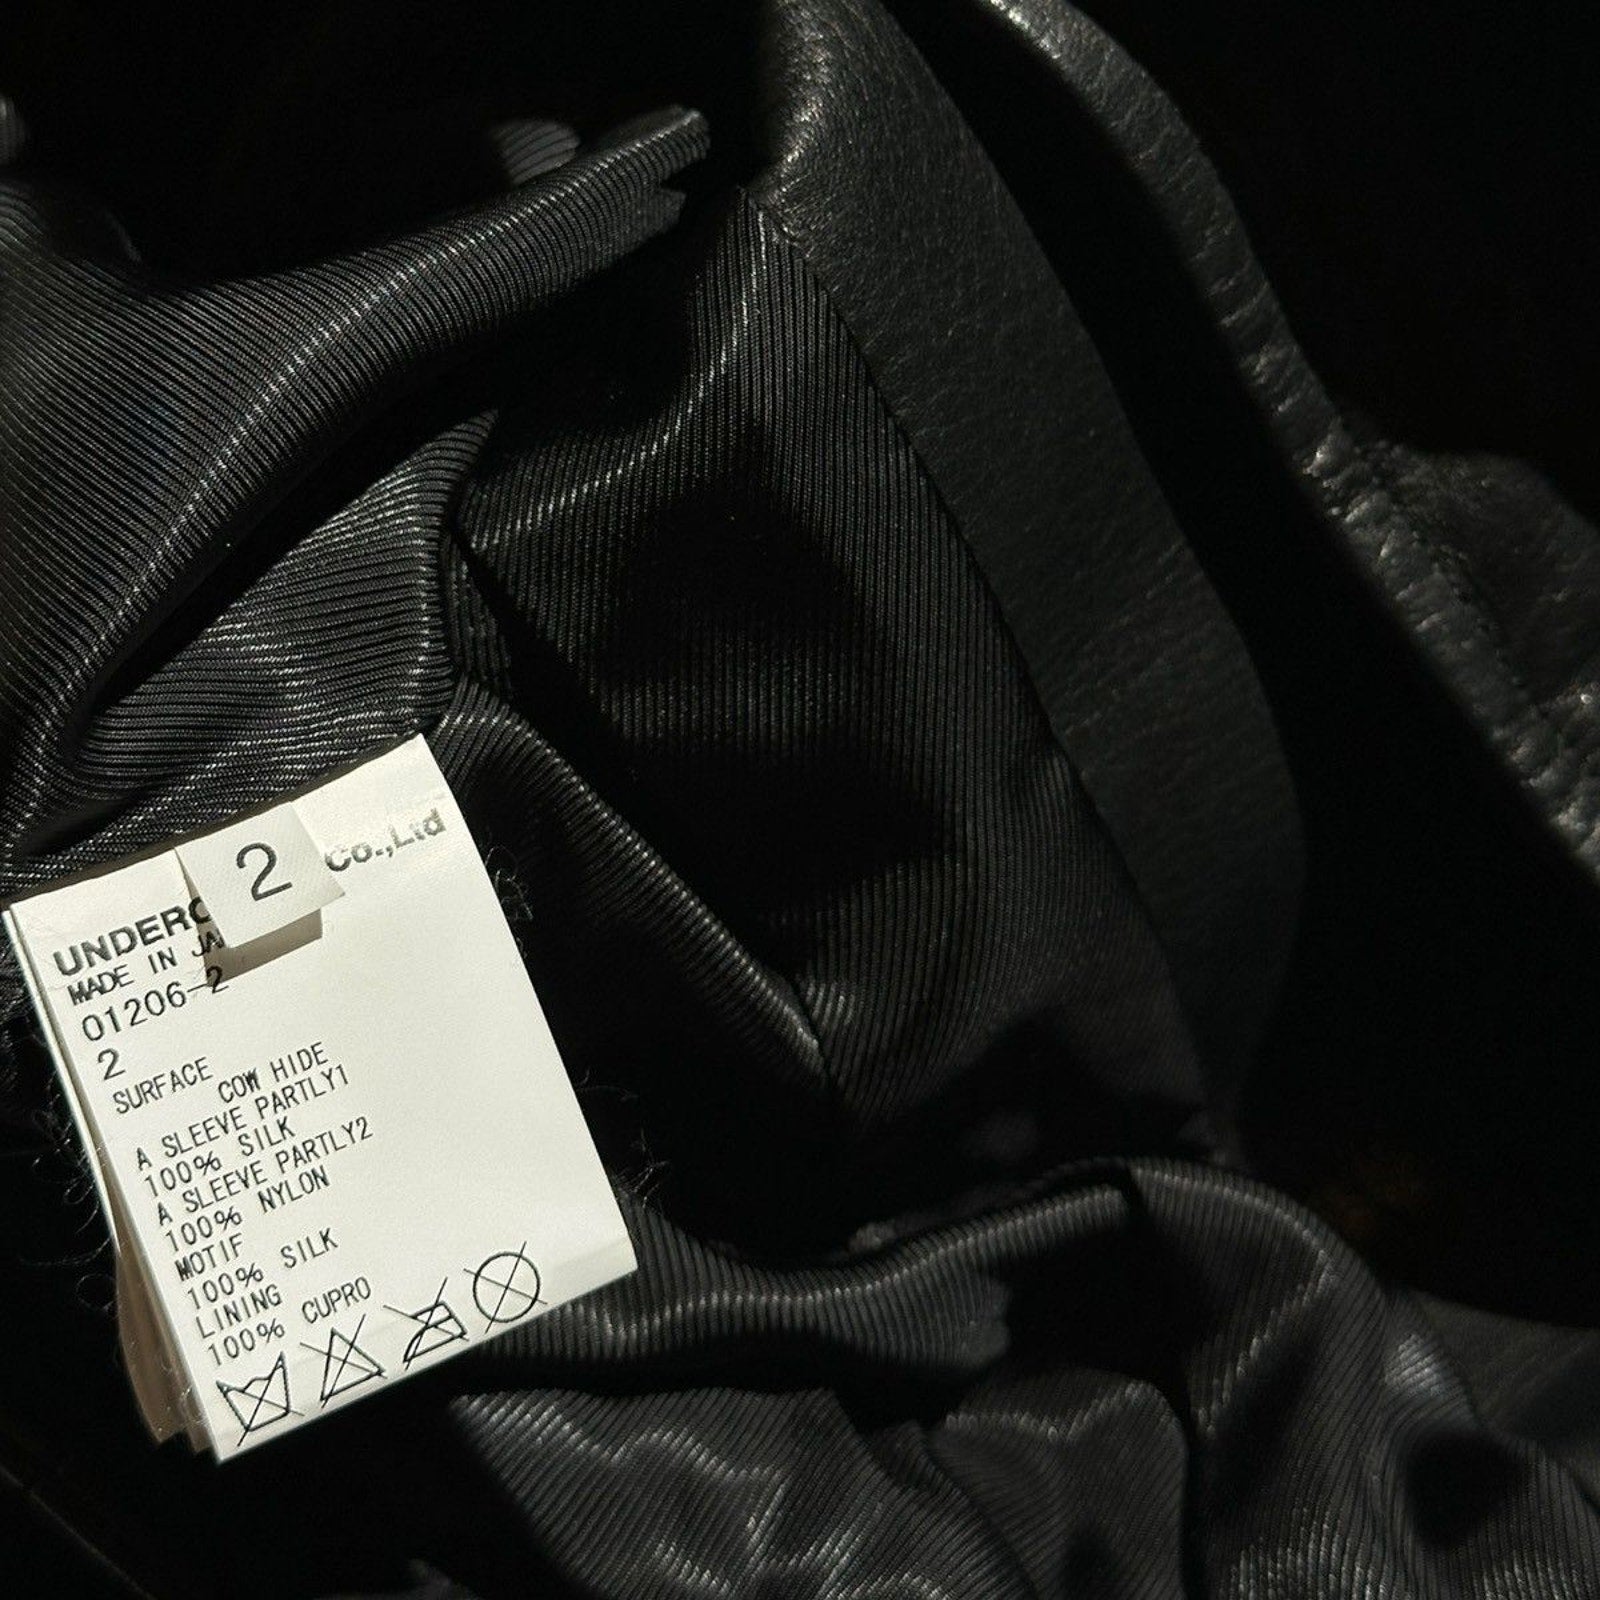 2
UNDERC Co.,Ltd
MADE IN JA
01206-2
2
SURFACE
COW HIDE
A SLEEVE PARTLY1
100% SILK
A SLEEVE PARTLY2
100% NYLON
MOTIF
100% SILK
LINING
100% CUPRO